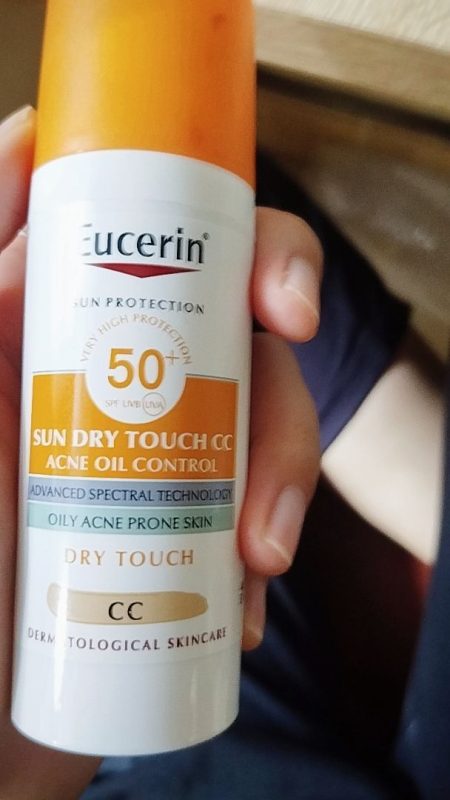 Eucerin®
SUN PROTECTION
VERY HIGH PROTECTION
50+
SPF UVB UVA
SUN DRY TOUCH CC
ACNE OIL CONTROL
ADVANCED SPECTRAL TECHNOLOGY
OILY ACNE PRONE SKIN
DRY TOUCH
CC
DERMATOLOGICAL SKINCARE